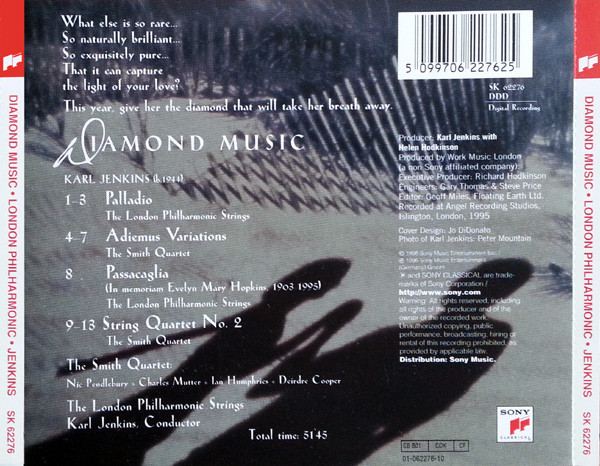 What else is so rare...
So naturally brilliant...
So exquisitely pure...
That it can capture
the light of your love?
This year, give her the diamond that will take her breath away.
DIAMOND MUSIC
KARL JENKINS (b.1944)
1–3 Palladio
The London Philharmonic Strings
4–7 Adiemus Variations
The Smith Quartet
8 Passacaglia
(In memoriam Evelyn Mary Hopkins, 1903-1995)
The London Philharmonic Strings
9–13 String Quartet No. 2
The Smith Quartet
The Smith Quartet:
Nic Pendlebury • Charles Mutter • Ian Humphries • Deirdre Cooper
The London Philharmonic Strings
Karl Jenkins, Conductor
Total time: 51'45
5 099706 227625
SK 62276
DDD
Digital Recording
Producer: Karl Jenkins with
Helen Hodkinson
Produced by Work Music London
(a non Sony affiliated company)
Executive Producer: Richard Hodkinson
Engineers: Gary Thomas & Steve Price
Editor: Geoff Miles, Floating Earth Ltd.
Recorded at Angel Recording Studios,
Islington, London, 1995
Cover Design: Jo DiDonato
Photo of Karl Jenkins: Peter Mountain
1996 Sony Music Entertainment Inc. /
1996 Sony Music Entertainment
(Germany) GmbH
and SONY CLASSICAL are trade-
marks of Sony Corporation /
http://www.sony.com
Warning: All rights reserved, including
all rights of the producer and of the
owner of the recorded work.
Unauthorized copying, public
performance, broadcasting, hiring or
rental of this recording prohibited, as
provided by applicable law.
Distribution: Sony Music.
SONY
CLASSICAL
CB 801
CF
01-062276-10
DIAMOND MUSIC • LONDON PHILHARMONIC • JENKINS SK 62276
DIAMOND MUSIC • LONDON PHILHARMONIC • JENKINS SK 62276